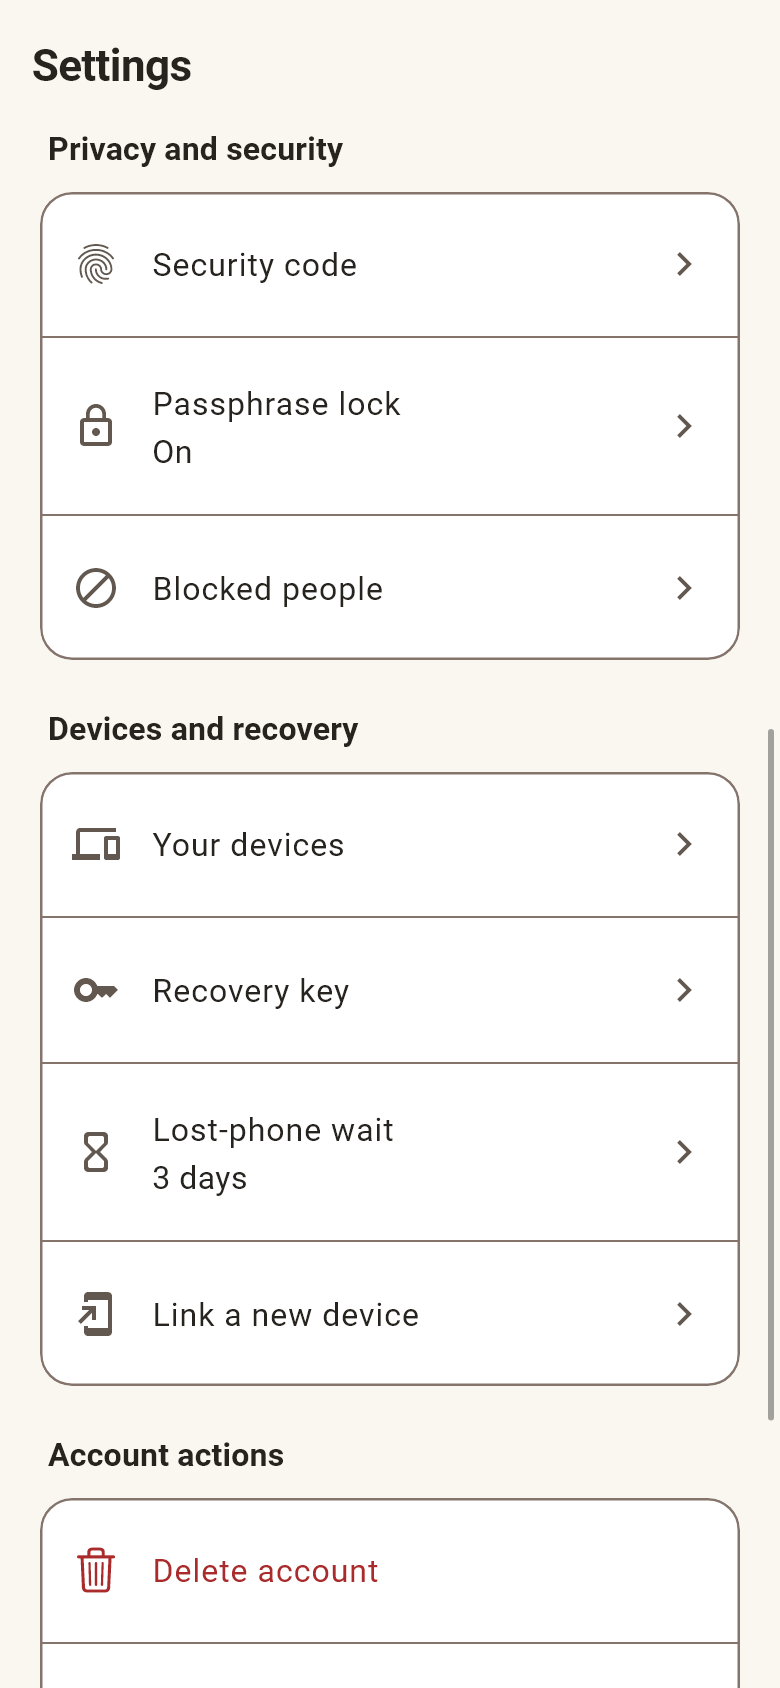 Settings
Privacy and security
Security code
Passphrase lock
On
Blocked people
Devices and recovery
Your devices
Recovery key
Lost-phone wait
3 days
Link a new device
Account actions
Delete account